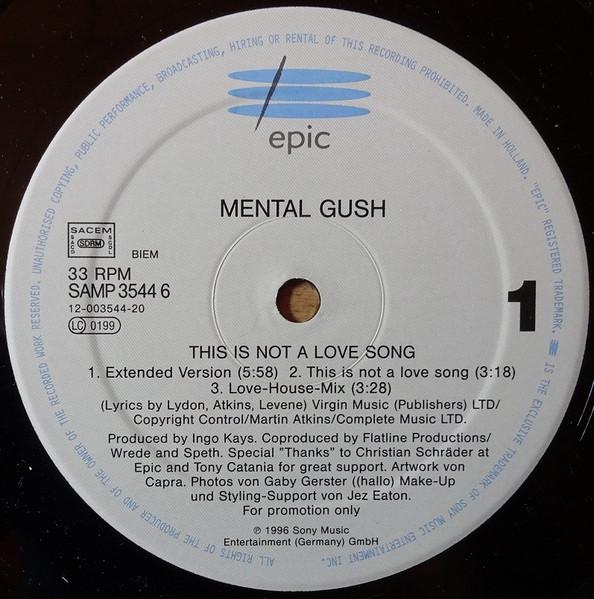 UNAUTHORISED COPYING, PUBLIC PERFORMANCE, BROADCASTING, HIRING OR RENTAL OF THIS RECORDING PROHIBITED. MADE IN HOLLAND. "EPIC" REGISTERED TRADEMARK.
IS THE EXCLUSIVE TRADEMARK OF SONY MUSIC ENTERTAINMENT INC.
ALL RIGHTS OF THE PRODUCER AND OF THE OWNER OF THE RECORDED WORK RESERVED.
epic
MENTAL GUSH
SACEM
SACD SDRM SGDL
BIEM
33 RPM
SAMP 3544 6
12-003544-20
LC 0199
1
THIS IS NOT A LOVE SONG
1. Extended Version (5:58) 2. This is not a love song (3:18)
3. Love-House-Mix (3:28)
(Lyrics by Lydon, Atkins, Levene) Virgin Music (Publishers) LTD/
Copyright Control/Martin Atkins/Complete Music LTD.
Produced by Ingo Kays. Coproduced by Flatline Productions/
Wrede and Speth. Special "Thanks" to Christian Schräder at
Epic and Tony Catania for great support. Artwork von
Capra. Photos von Gaby Gerster ((hallo) Make-Up
und Styling-Support von Jez Eaton.
For promotion only
℗ 1996 Sony Music
Entertainment (Germany) GmbH